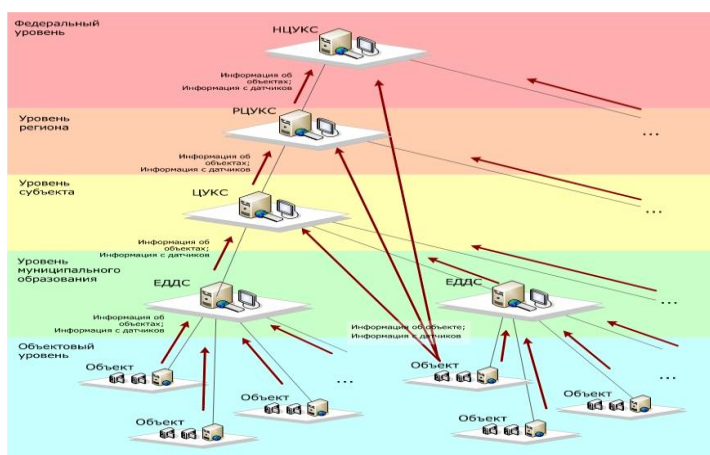 Федеральный
уровень
НЦУКС
Информация об
объектах;
Информация с датчиков
Уровень
региона
РЦУКС
...
Информация об
объектах;
Информация с датчиков
Уровень
субъекта
ЦУКС
...
Информация об
объектах;
Информация с датчиков
Уровень
муниципального
образования
ЕДДС
ЕДДС
...
Информация об
объектах;
Информация с датчиков
Информация об объекте;
Информация с датчиков
Объектовый
уровень
Объект
...
Объект
...
Объект
Объект
Объект
Объект